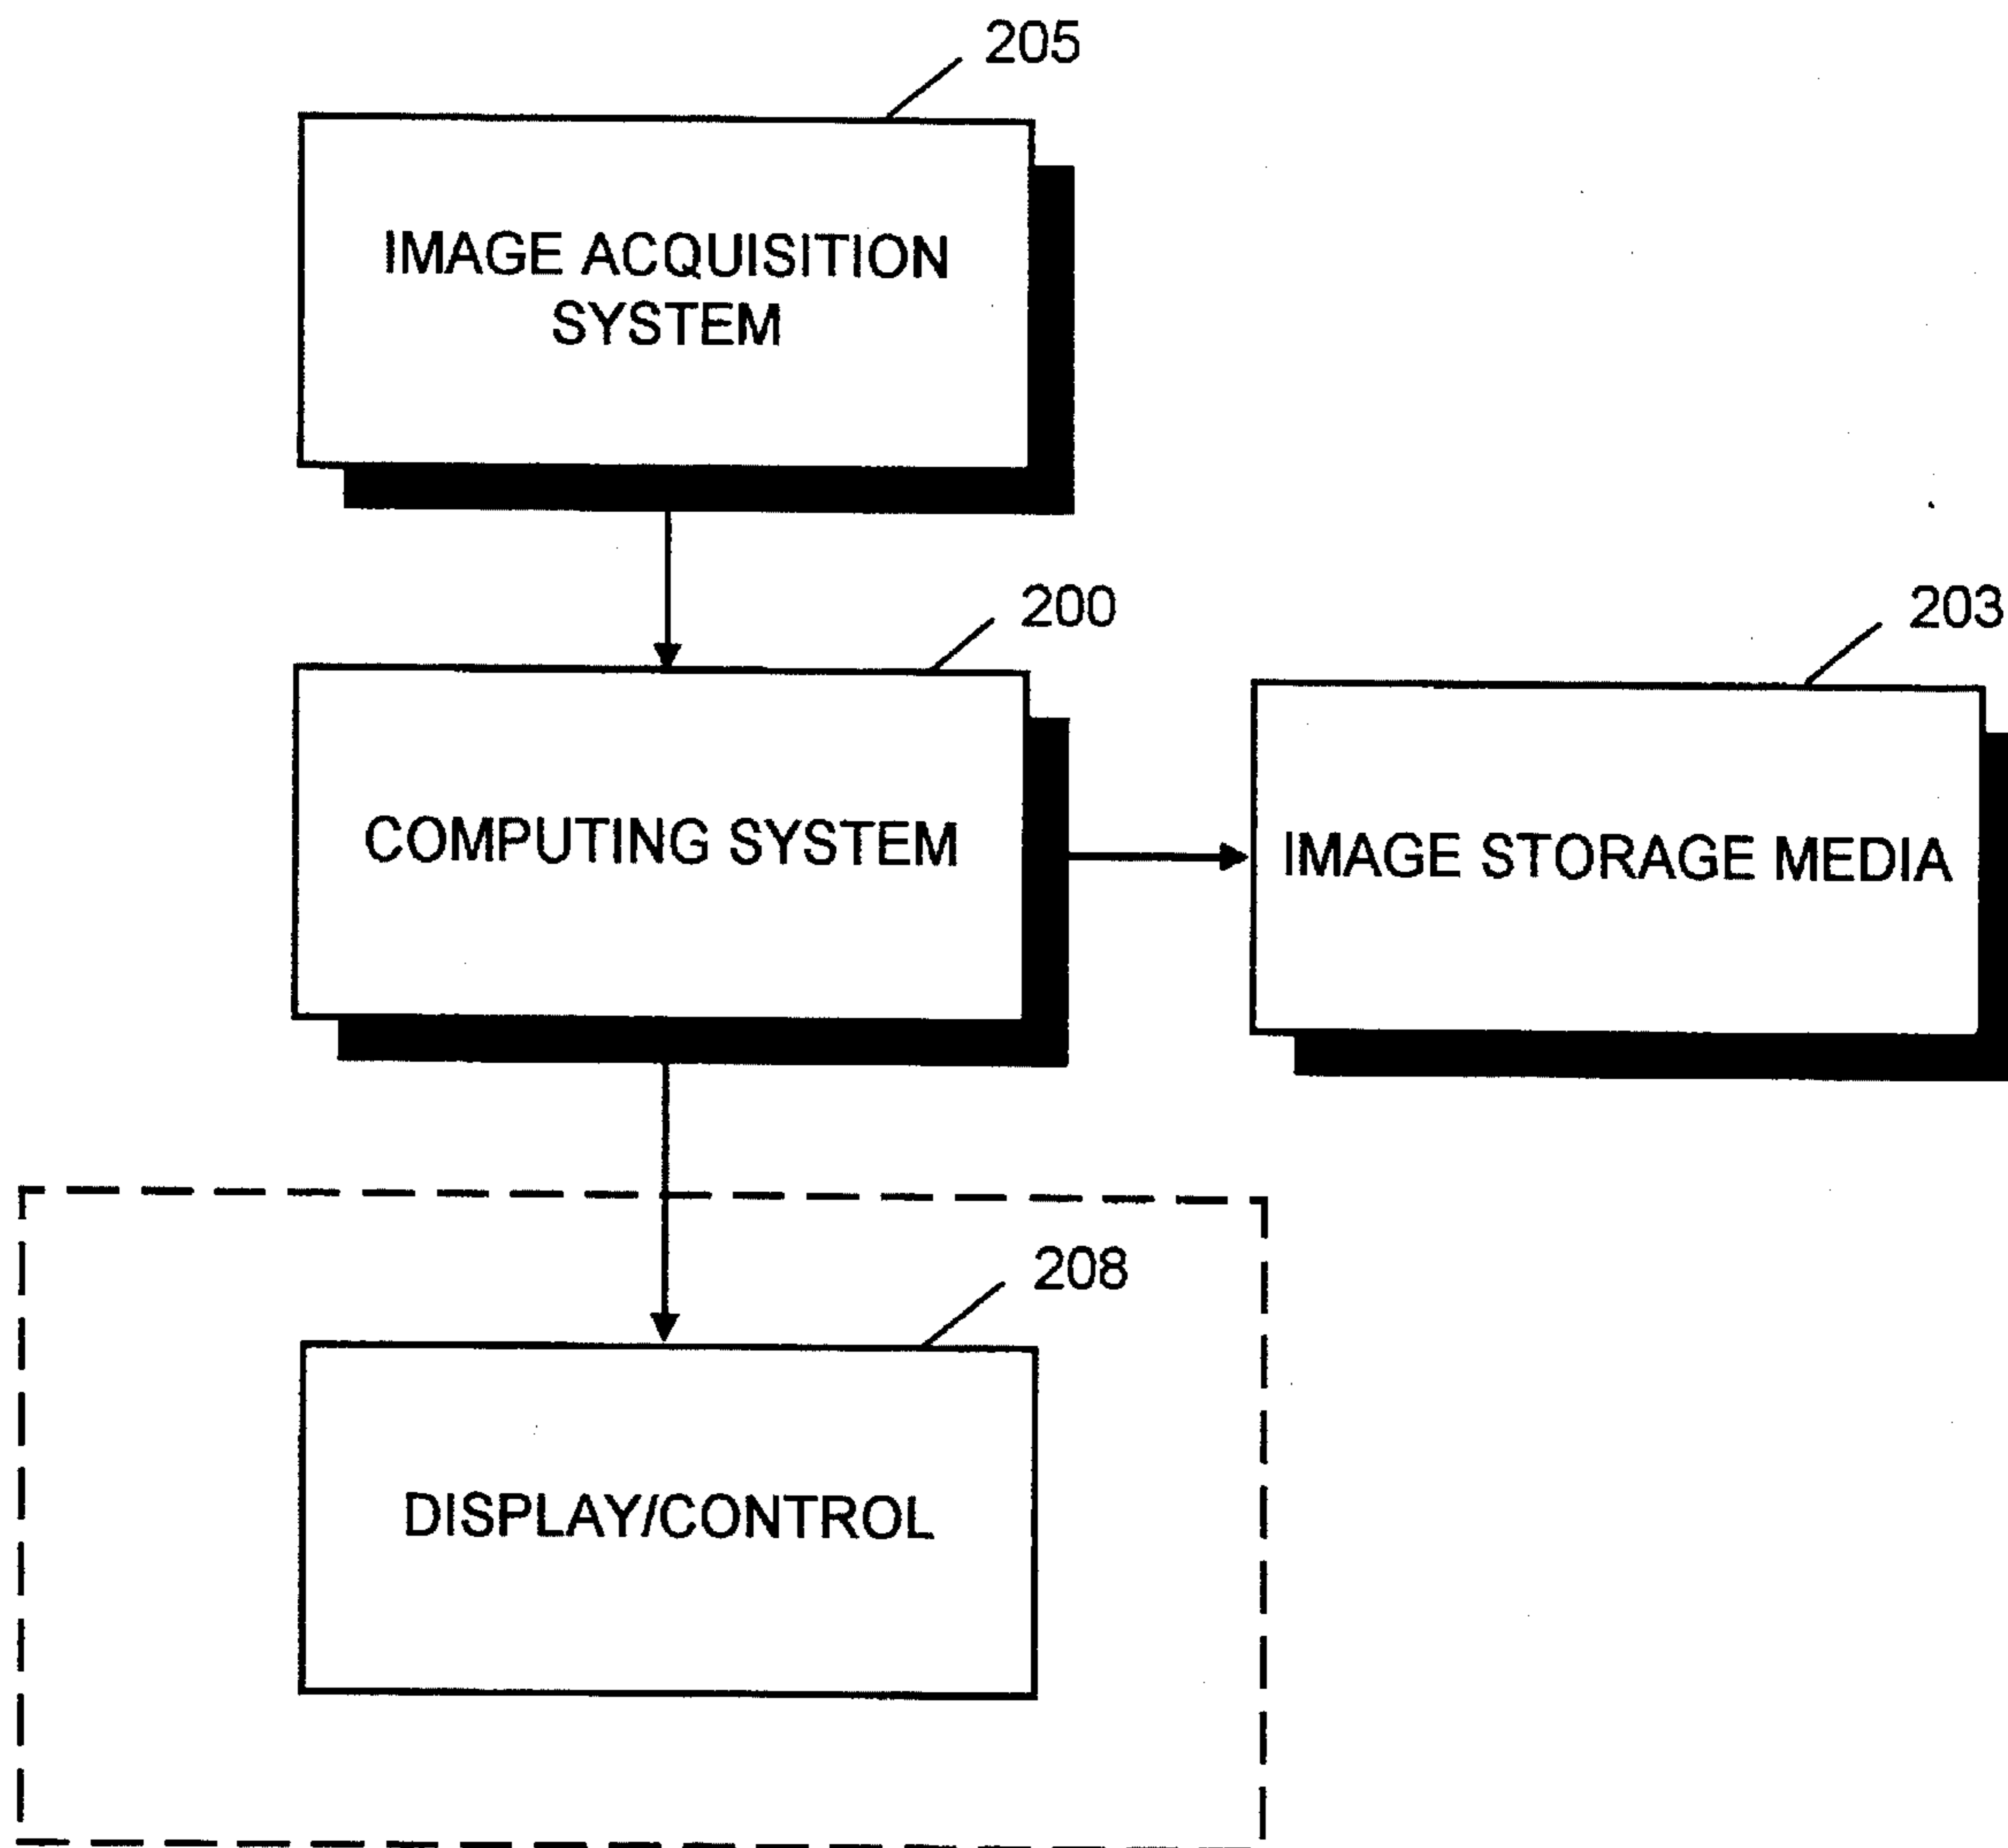 205
IMAGE ACQUISITION
SYSTEM
200
203
COMPUTING SYSTEM
IMAGE STORAGE MEDIA
208
DISPLAY/CONTROL